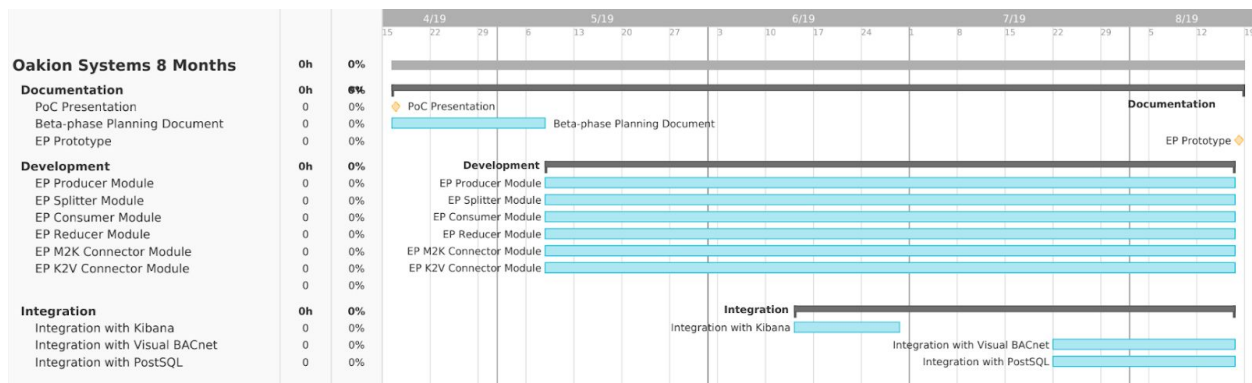 4/19 5/19 6/19 7/19 8/19
15 22 29 6 13 20 27 3 10 17 24 1 8 15 22 29 5 12 19
Oakion Systems 8 Months 0h 0%
Documentation 0h 0% Documentation
PoC Presentation 0 0% PoC Presentation
Beta-phase Planning Document 0 0% Beta-phase Planning Document
EP Prototype 0 0% EP Prototype
Development 0h 0% Development
EP Producer Module 0 0% EP Producer Module
EP Splitter Module 0 0% EP Splitter Module
EP Consumer Module 0 0% EP Consumer Module
EP Reducer Module 0 0% EP Reducer Module
EP M2K Connector Module 0 0% EP M2K Connector Module
EP K2V Connector Module 0 0% EP K2V Connector Module
0 0%
Integration 0h 0% Integration
Integration with Kibana 0 0% Integration with Kibana
Integration with Visual BACnet 0 0% Integration with Visual BACnet
Integration with PostSQL 0 0% Integration with PostSQL